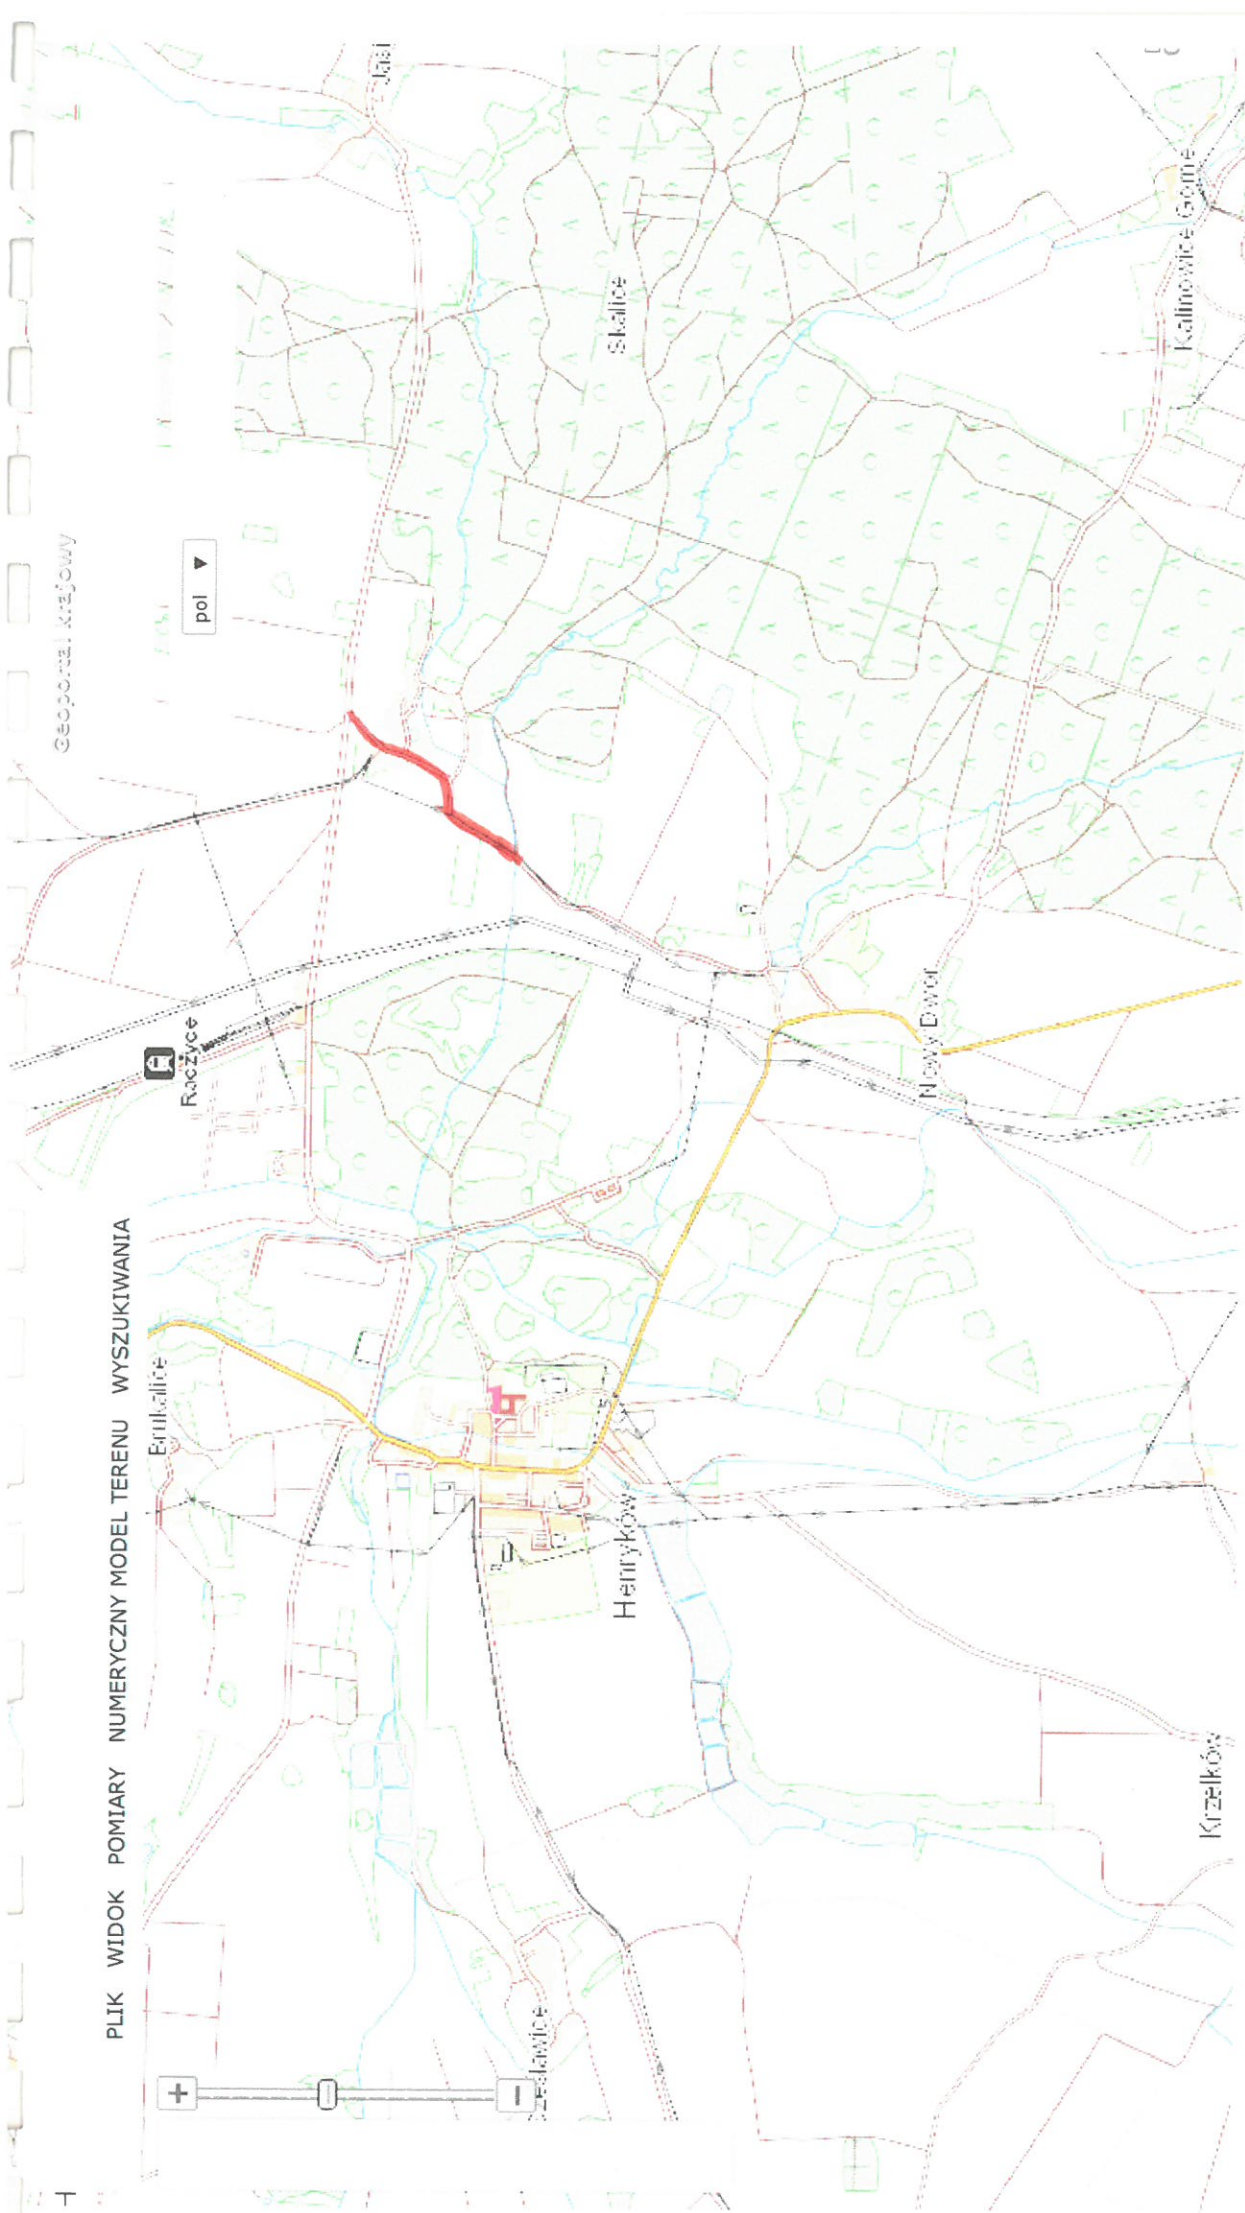 Geoportal krajowy
PLIK WIDOK POMIARY NUMERYCZNY MODEL TERENU WYSZUKIWANIA
pol
Brukalice
Raczyce
Skalice
Henryków
Nowy Dwór
Krzelków
Kalinowice Górne